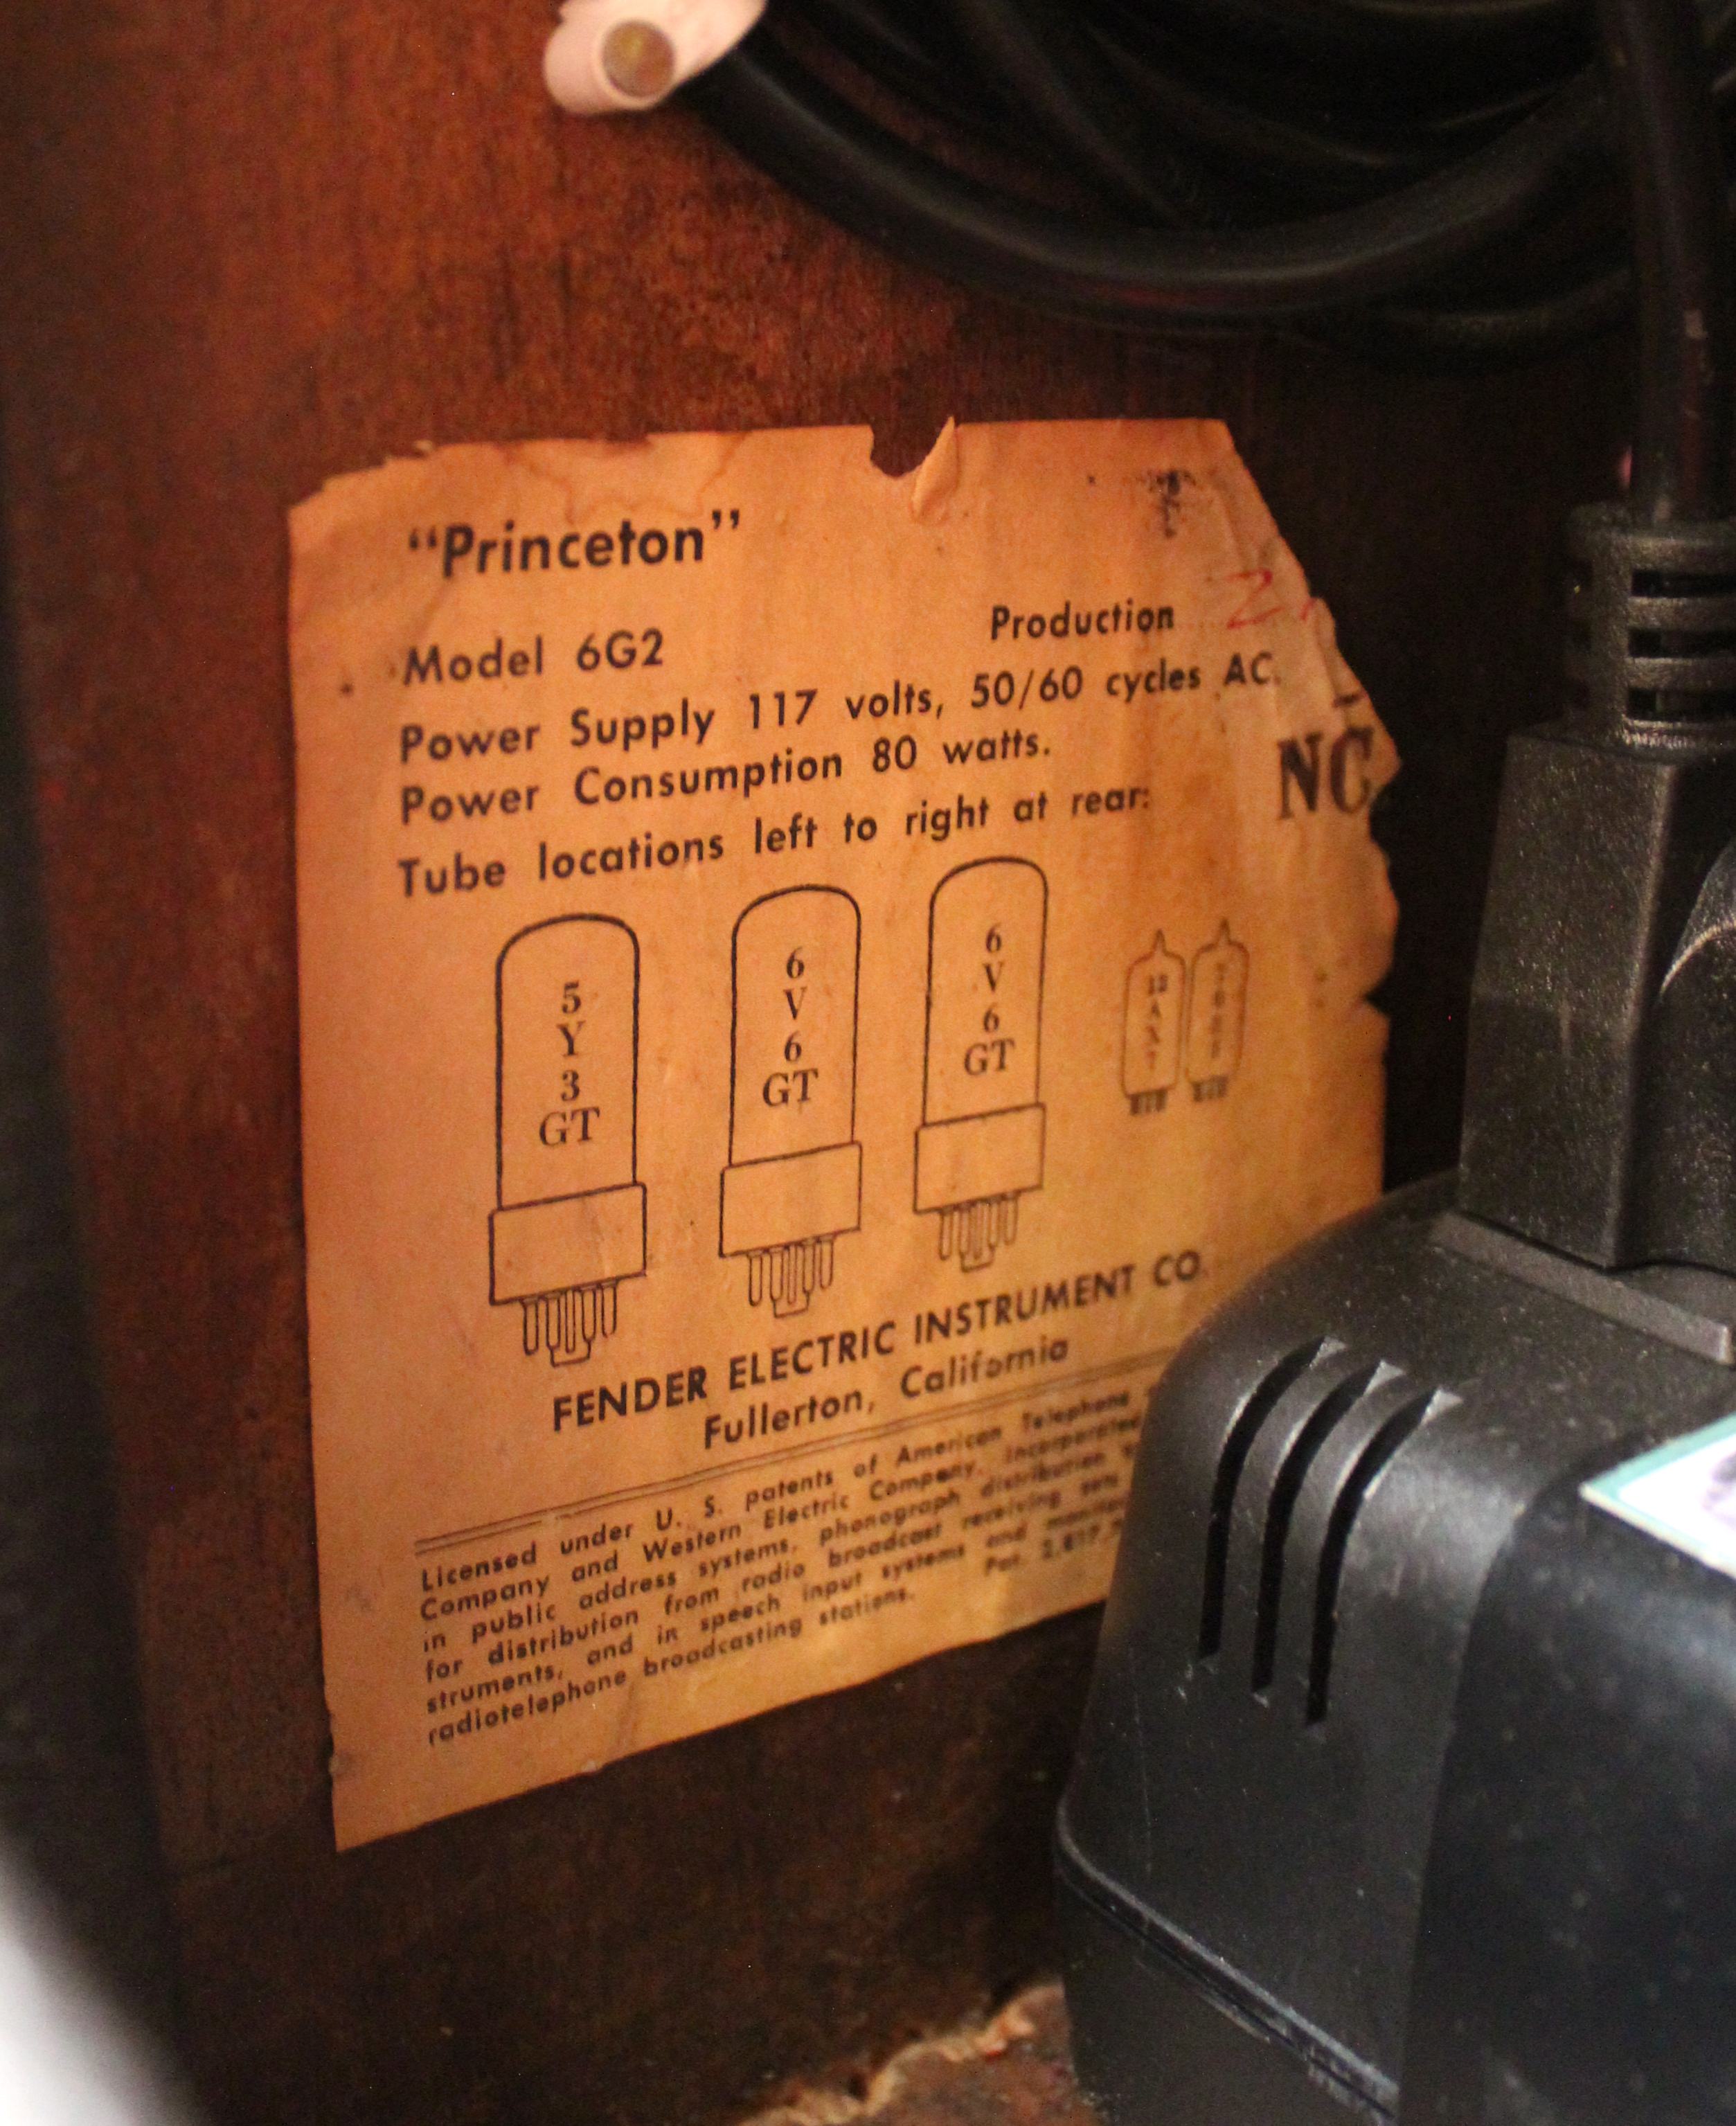 “Princeton”
Model 6G2
Production
Power Supply 117 volts, 50/60 cycles AC.
Power Consumption 80 watts.
NC
Tube locations left to right at rear:
5
Y
3
GT
6
V
6
GT
6
V
6
GT
12
A
X
7
FENDER ELECTRIC INSTRUMENT CO.
Fullerton, California
Licensed under U. S. patents of American Telephone
Company and Western Electric Company, incorporated
in public address systems, phonograph distribution
for distribution from radio broadcast receiving sets
struments, and in speech input systems and
radiotelephone broadcasting stations. Pat.